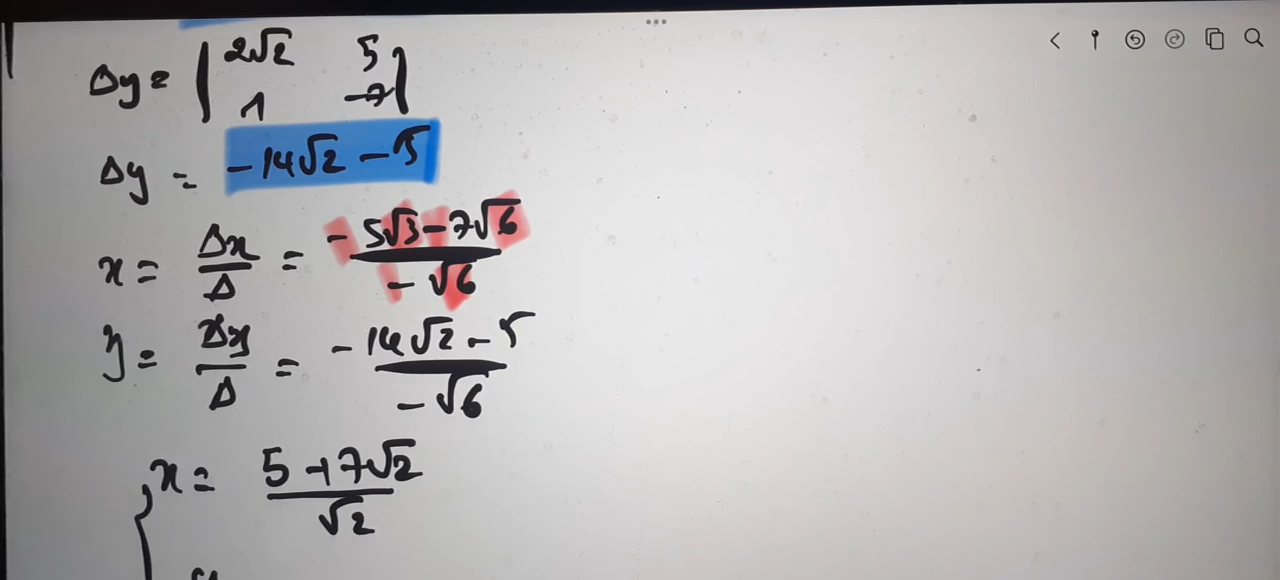 Δy = | 2√2 5 |
| 1 -7 |
Δy = -14√2 - 5
x = Δx/Δ = (-5√3 - 7√6)/(-√6)
y = Δy/Δ = (-14√2 - 5)/(-√6)
{ x = (5 + 7√2)/√2